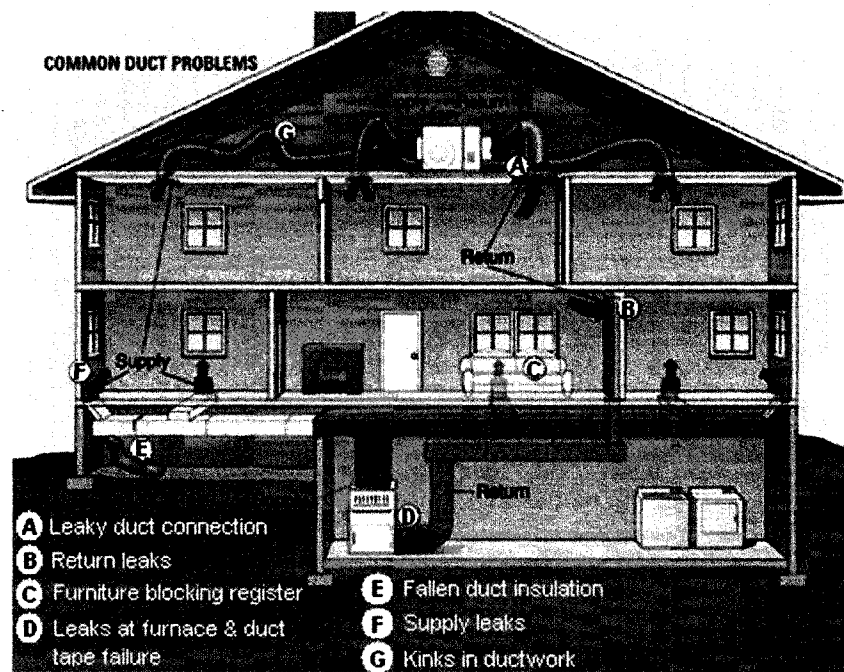 COMMON DUCT PROBLEMS
G
A
Return
B
F
Supply
C
E
Return
D
A Leaky duct connection
B Return leaks
C Furniture blocking register
D Leaks at furnace & duct
tape failure
E Fallen duct insulation
F Supply leaks
G Kinks in ductwork